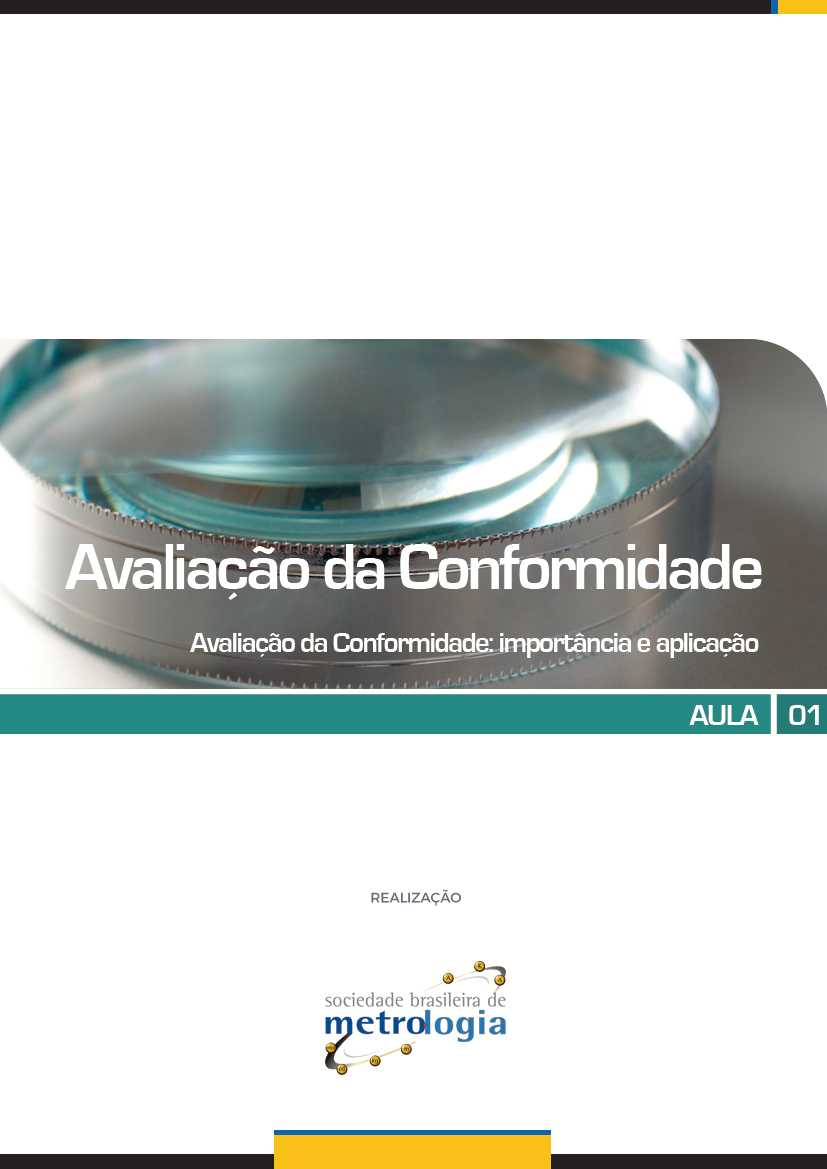 Avaliação da Conformidade
Avaliação da Conformidade: importância e aplicação
AULA 01
REALIZAÇÃO
sociedade brasileira de
metrologia